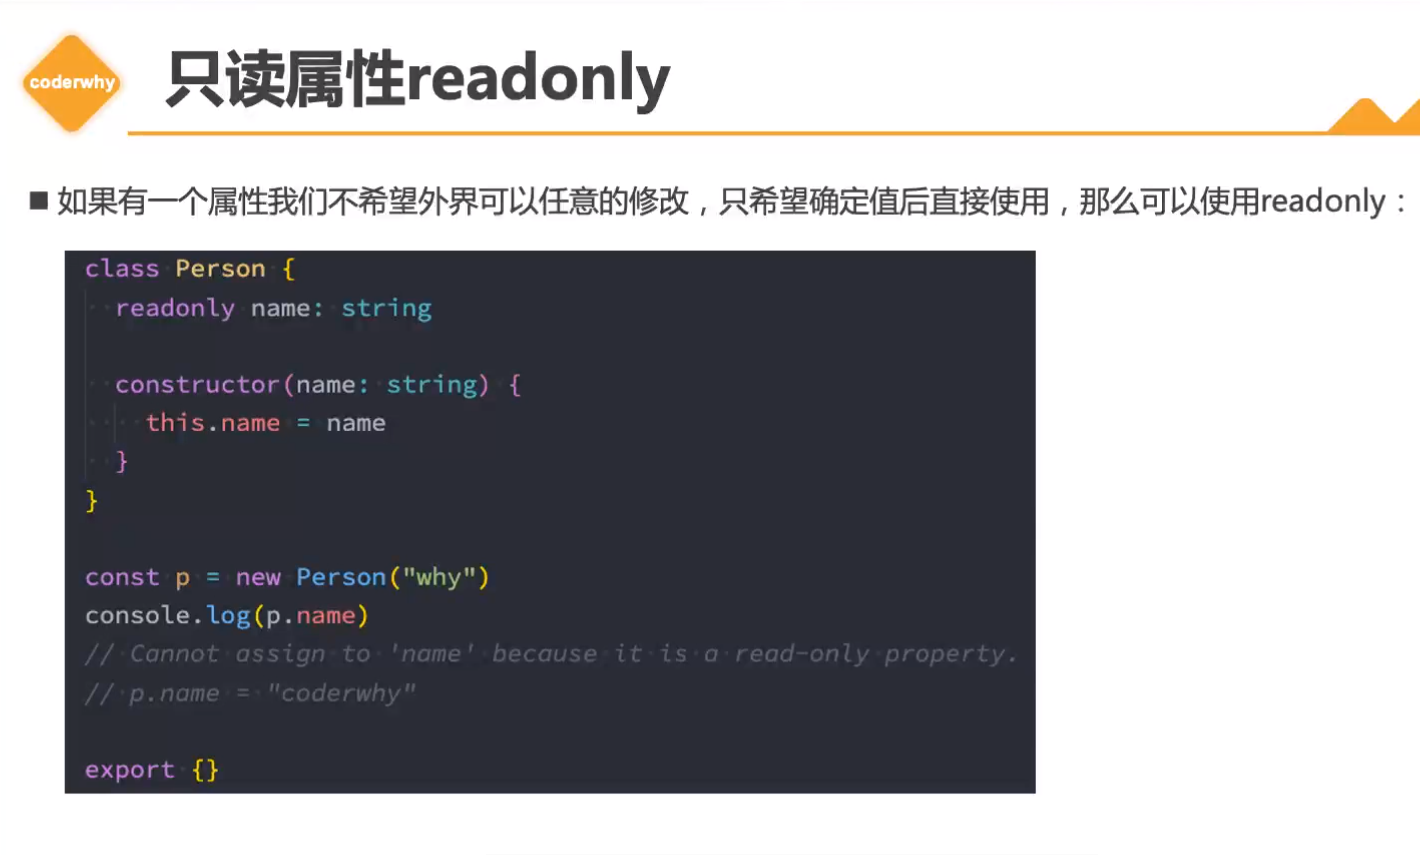 coderwhy
只读属性readonly
■ 如果有一个属性我们不希望外界可以任意的修改，只希望确定值后直接使用，那么可以使用readonly：
class Person {
  readonly name: string

  constructor(name: string) {
    this.name = name
  }
}

const p = new Person("why")
console.log(p.name)
// Cannot assign to 'name' because it is a read-only property.
// p.name = "coderwhy"

export {}